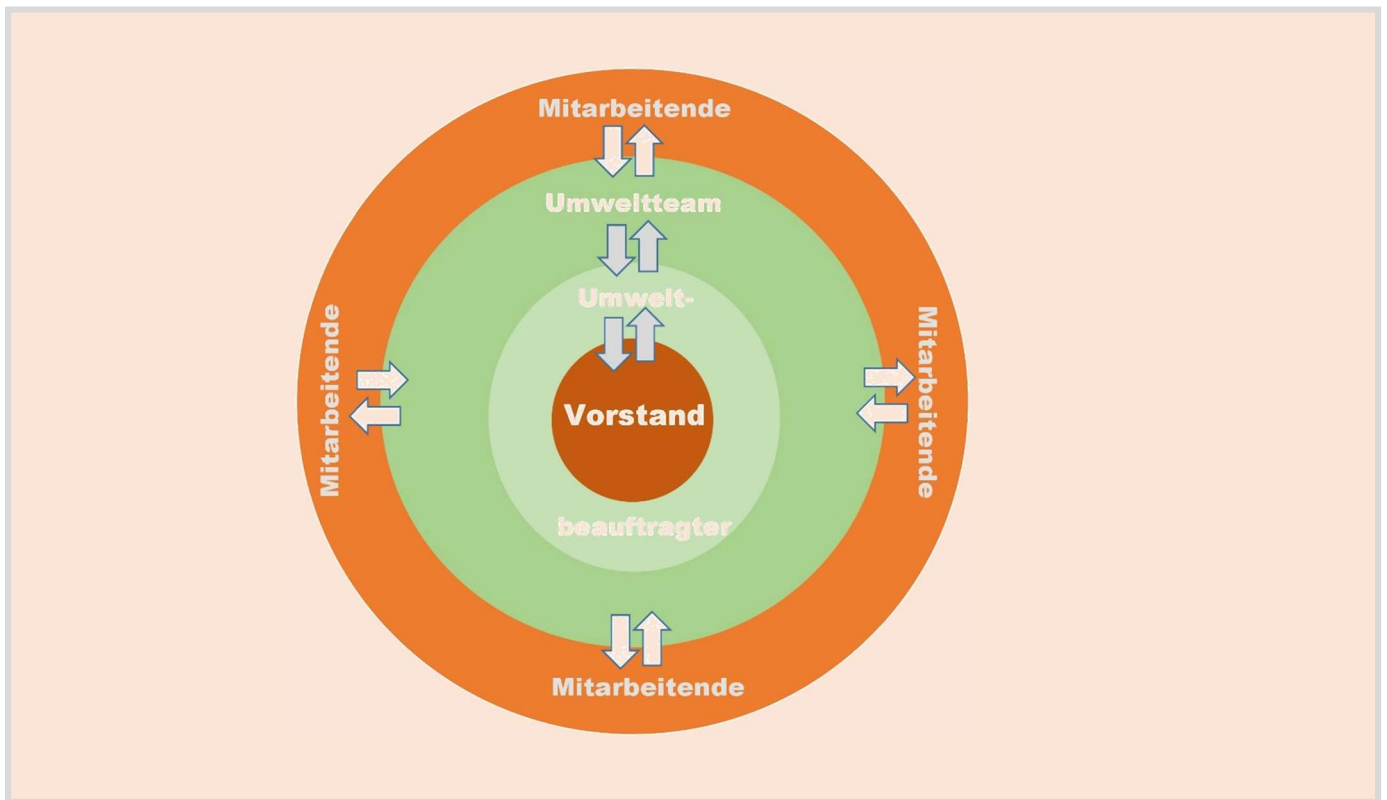 Mitarbeitende
Umweltteam
Umwelt-
Mitarbeitende
Vorstand
Mitarbeitende
beauftragter
Mitarbeitende